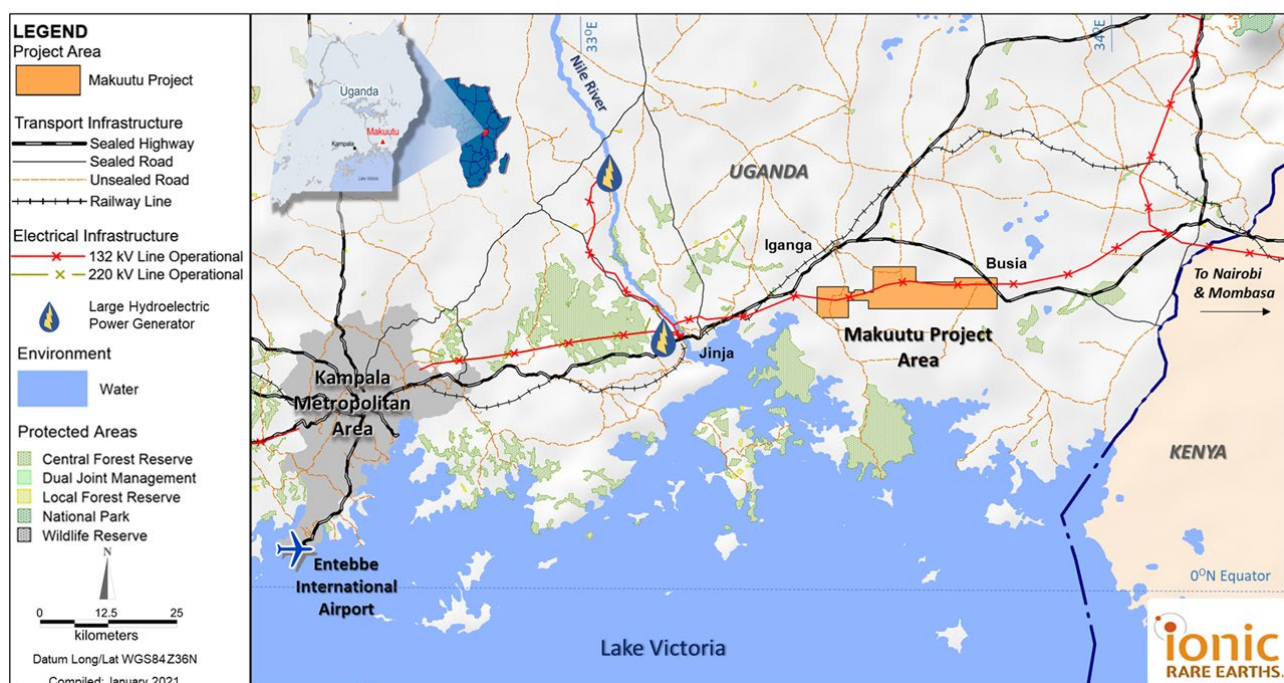 LEGEND
Project Area
Makuutu Project
Transport Infrastructure
Sealed Highway
Sealed Road
Unsealed Road
Railway Line
Electrical Infrastructure
132 kV Line Operational
220 kV Line Operational
Large Hydroelectric
Power Generator
Environment
Water
Protected Areas
Central Forest Reserve
Dual Joint Management
Local Forest Reserve
National Park
Wildlife Reserve
N
0 12.5 25
kilometers
Datum Long/Lat WGS84Z36N
Compiled: January 2021
Uganda
Makuutu
Kampala
Lake Victoria
33°E
34°E
Nile River
UGANDA
Iganga
Busia
To Nairobi
& Mombasa
Makuutu Project
Area
Jinja
Kampala
Metropolitan
Area
KENYA
Entebbe
International
Airport
0°N Equator
Lake Victoria
ionic
RARE EARTHS